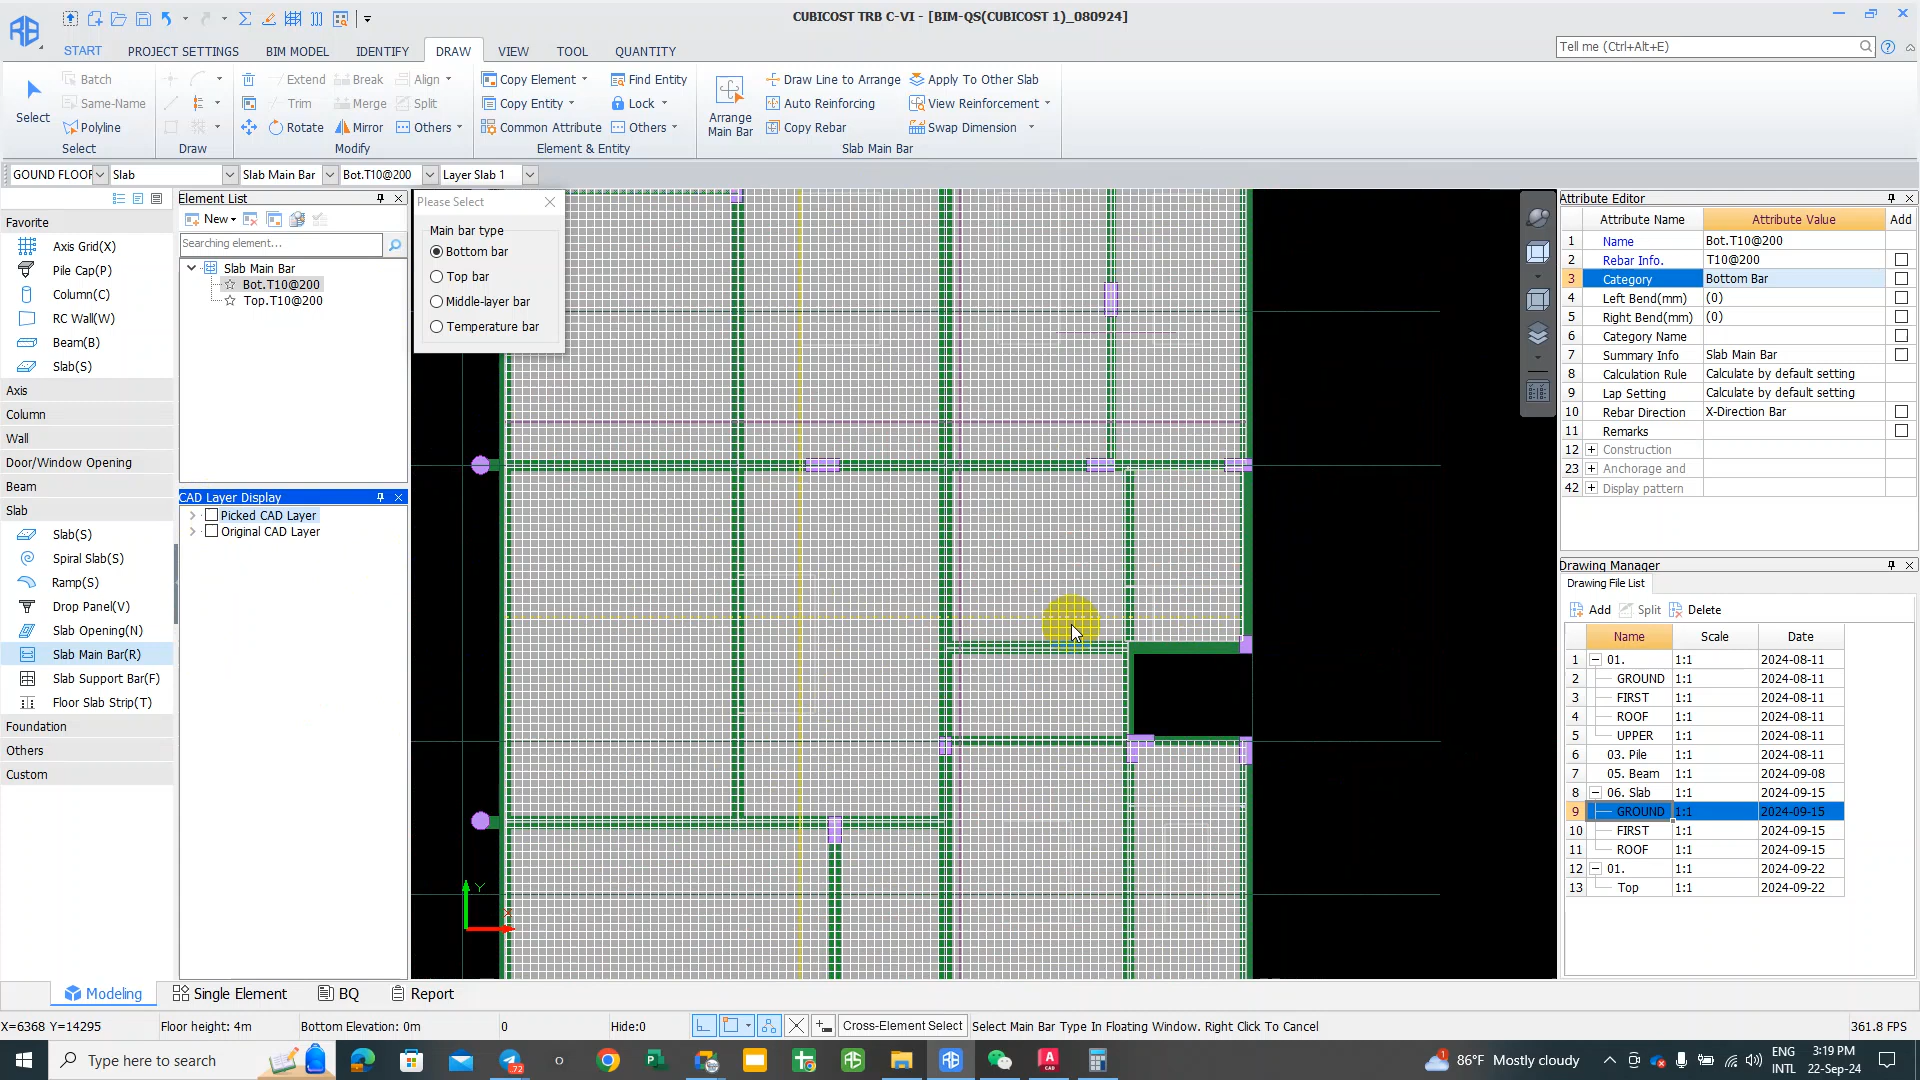 CUBICOST TRB C-VI - [BIM-QS(CUBICOST 1)_080924]
START PROJECT SETTINGS BIM MODEL IDENTIFY DRAW VIEW TOOL QUANTITY
Tell me (Ctrl+Alt+E)
Select
Batch
Same-Name
Polyline
Select
Draw
Extend Break Align
Trim Merge Split
Rotate Mirror Others
Modify
Copy Element Find Entity
Copy Entity Lock
Common Attribute Others
Element & Entity
Arrange Main Bar
Draw Line to Arrange Apply To Other Slab
Auto Reinforcing View Reinforcement
Copy Rebar Swap Dimension
Slab Main Bar
GOUND FLOOR Slab Slab Main Bar Bot.T10@200 Layer Slab 1
Favorite
Axis Grid(X)
Pile Cap(P)
Column(C)
RC Wall(W)
Beam(B)
Slab(S)
Axis
Column
Wall
Door/Window Opening
Beam
Slab
Slab(S)
Spiral Slab(S)
Ramp(S)
Drop Panel(V)
Slab Opening(N)
Slab Main Bar(R)
Slab Support Bar(F)
Floor Slab Strip(T)
Foundation
Others
Custom
Element List
New
Searching element...
Slab Main Bar
Bot.T10@200
Top.T10@200
CAD Layer Display
Picked CAD Layer
Original CAD Layer
Please Select
Main bar type
Bottom bar
Top bar
Middle-layer bar
Temperature bar
Y
X
Attribute Editor
Attribute Name Attribute Value Add
1 Name Bot.T10@200
2 Rebar Info. T10@200
3 Category Bottom Bar
4 Left Bend(mm) (0)
5 Right Bend(mm) (0)
6 Category Name
7 Summary Info Slab Main Bar
8 Calculation Rule Calculate by default setting
9 Lap Setting Calculate by default setting
10 Rebar Direction X-Direction Bar
11 Remarks
12 Construction
23 Anchorage and
42 Display pattern
Drawing Manager
Drawing File List
Add Split Delete
Name Scale Date
1 01. 1:1 2024-08-11
2 GROUND 1:1 2024-08-11
3 FIRST 1:1 2024-08-11
4 ROOF 1:1 2024-08-11
5 UPPER 1:1 2024-08-11
6 03. Pile 1:1 2024-08-11
7 05. Beam 1:1 2024-09-08
8 06. Slab 1:1 2024-09-15
9 GROUND 1:1 2024-09-15
10 FIRST 1:1 2024-09-15
11 ROOF 1:1 2024-09-15
12 01. 1:1 2024-09-22
13 Top 1:1 2024-09-22
Modeling Single Element BQ Report
X=6368 Y=14295 Floor height: 4m Bottom Elevation: 0m 0 Hide:0 Cross-Element Select Select Main Bar Type In Floating Window. Right Click To Cancel 361.8 FPS
Type here to search
72
86°F Mostly cloudy
ENG
INTL
3:19 PM
22-Sep-24